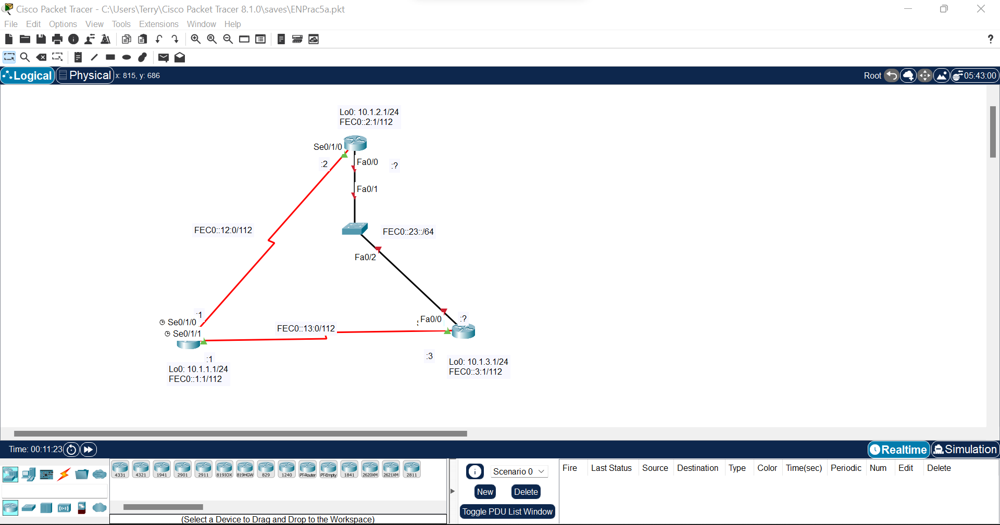 Cisco Packet Tracer - C:\Users\Terry\Cisco Packet Tracer 8.1.0\saves\ENPrac5a.pkt
File Edit Options View Tools Extensions Window Help
?
Logical Physical x: 815, y: 686 Root 05:43:00
Lo0: 10.1.2.1/24
FEC0::2:1/112
Se0/1/0
:2
Fa0/0
:?
Fa0/1
FEC0::12:0/112
FEC0::23::/64
Fa0/2
:1
Se0/1/0
Se0/1/1
FEC0::13:0/112
Fa0/0
:?
:1
Lo0: 10.1.1.1/24
FEC0::1:1/112
:3
Lo0: 10.1.3.1/24
FEC0::3:1/112
Time: 00:11:23
Realtime Simulation
4331 4321 1941 2901 2911 819IOX 819HGW 829 1240 PT-Router PT-Empty 1841 2620XM 2621XM 2811
(Select a Device to Drag and Drop to the Workspace)
Scenario 0
New Delete
Toggle PDU List Window
Fire Last Status Source Destination Type Color Time(sec) Periodic Num Edit Delete